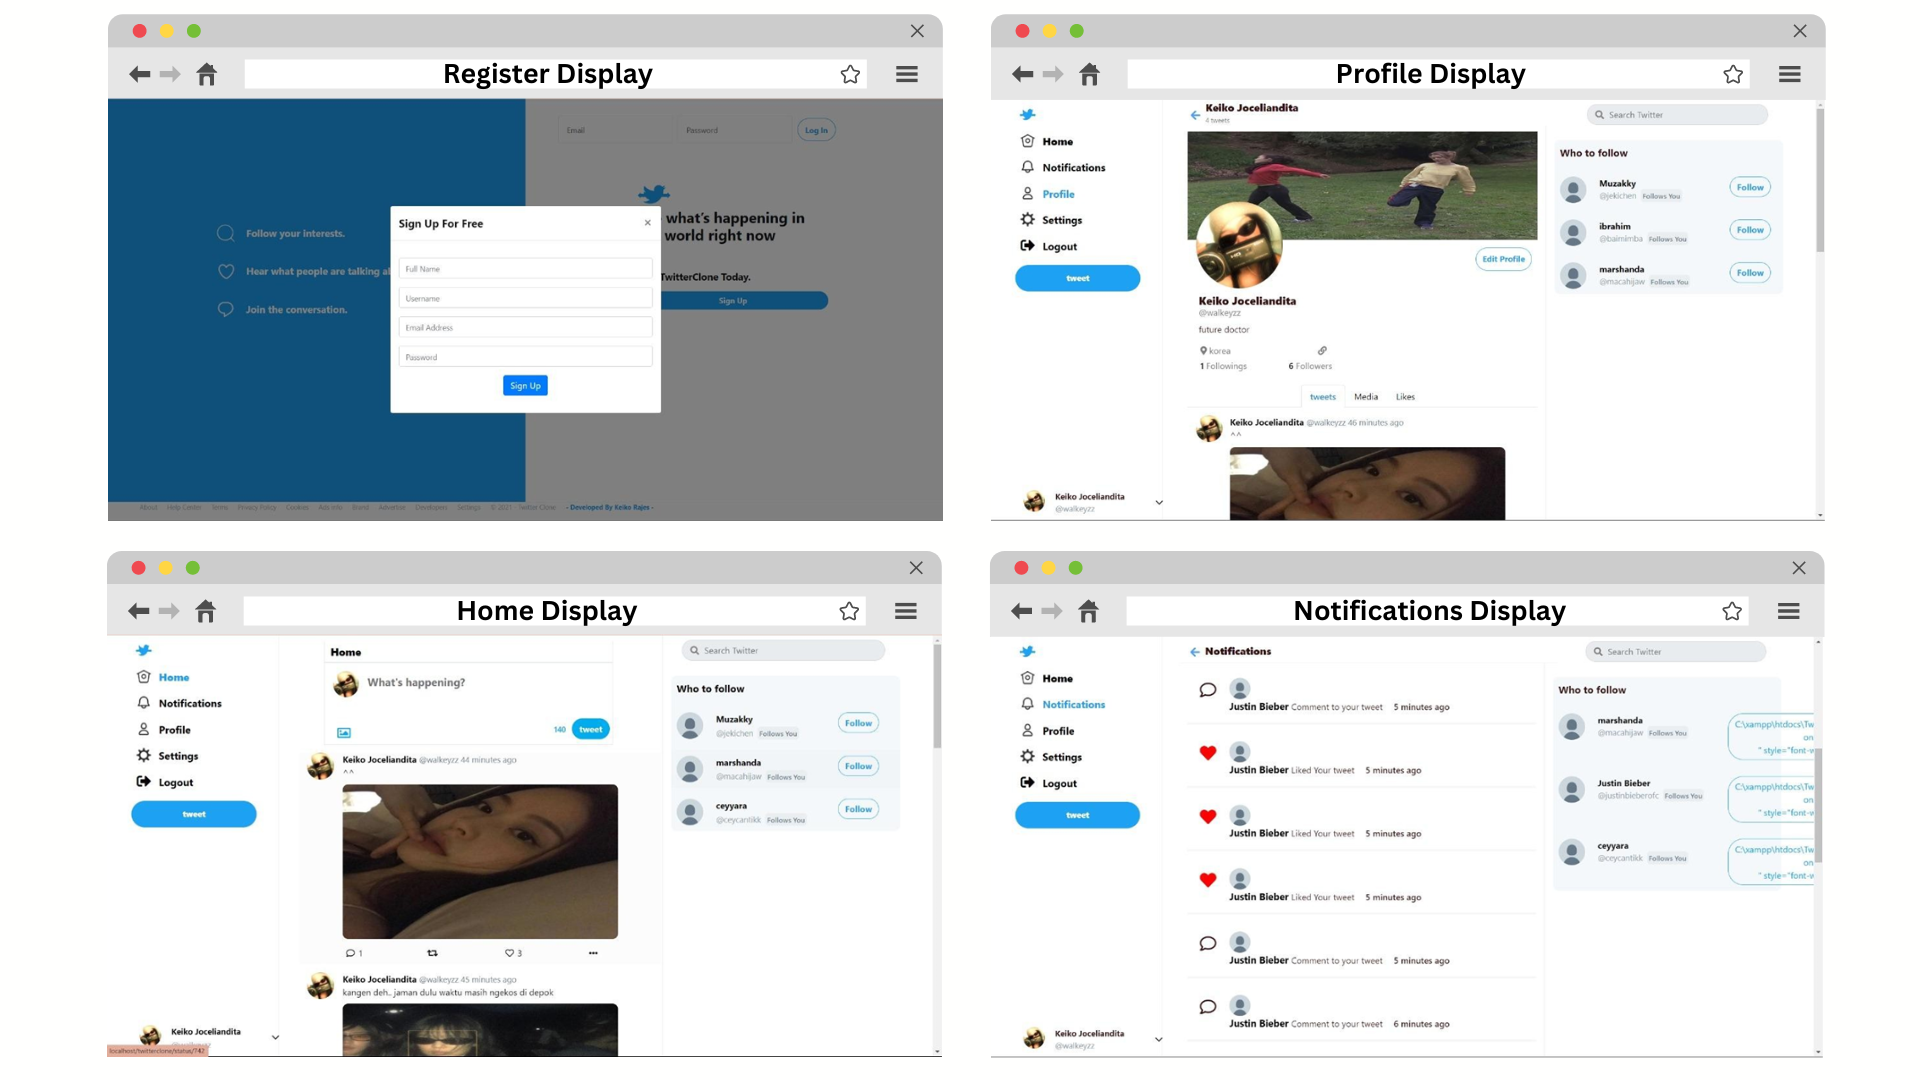 Register Display
Email
Password
Log In
Follow your interests.
Hear what people are talking a
Join the conversation.
what's happening in
world right now
TwitterClone Today.
Sign Up
Sign Up For Free
×
Full Name
Username
Email Address
Password
Sign Up
About Help Center Terms Privacy Policy Cookies Ads info Brand Advertise Developers Settings © 2021 Twitter Clone - Developed By Keiko Rajes -
Profile Display
Home
Notifications
Profile
Settings
Logout
tweet
Keiko Joceliandita
@walkeyzz
Keiko Joceliandita
4 tweets
Edit Profile
Keiko Joceliandita
@walkeyzz
future doctor
korea
1 Followings 6 Followers
tweets Media Likes
Keiko Joceliandita @walkeyzz 46 minutes ago
^^
Search Twitter
Who to follow
Muzakky
@jekichen Follows You
Follow
ibrahim
@baimimba Follows You
Follow
marshanda
@macahijaw Follows You
Follow
Home Display
Home
Notifications
Profile
Settings
Logout
tweet
Keiko Joceliandita
localhost/twitterclone/status/742
Home
What's happening?
140 tweet
Keiko Joceliandita @walkeyzz 44 minutes ago
^^
1 3
Keiko Joceliandita @walkeyzz 45 minutes ago
kangen deh.. jaman dulu waktu masih ngekos di depok
Search Twitter
Who to follow
Muzakky
@jekichen Follows You
Follow
marshanda
@macahijaw Follows You
Follow
ceyyara
@ceycantikk Follows You
Follow
Notifications Display
Home
Notifications
Profile
Settings
Logout
tweet
Keiko Joceliandita
@walkeyzz
Notifications
Justin Bieber Comment to your tweet 5 minutes ago
Justin Bieber Liked Your tweet 5 minutes ago
Justin Bieber Liked Your tweet 5 minutes ago
Justin Bieber Liked Your tweet 5 minutes ago
Justin Bieber Comment to your tweet 5 minutes ago
Justin Bieber Comment to your tweet 6 minutes ago
Search Twitter
Who to follow
marshanda
@macahijaw Follows You
C:\xampp\htdocs\Tw
on
" style="font-w
Justin Bieber
@justinbieberofc Follows You
C:\xampp\htdocs\Tw
on
" style="font-w
ceyyara
@ceycantikk Follows You
C:\xampp\htdocs\Tw
on
" style="font-w